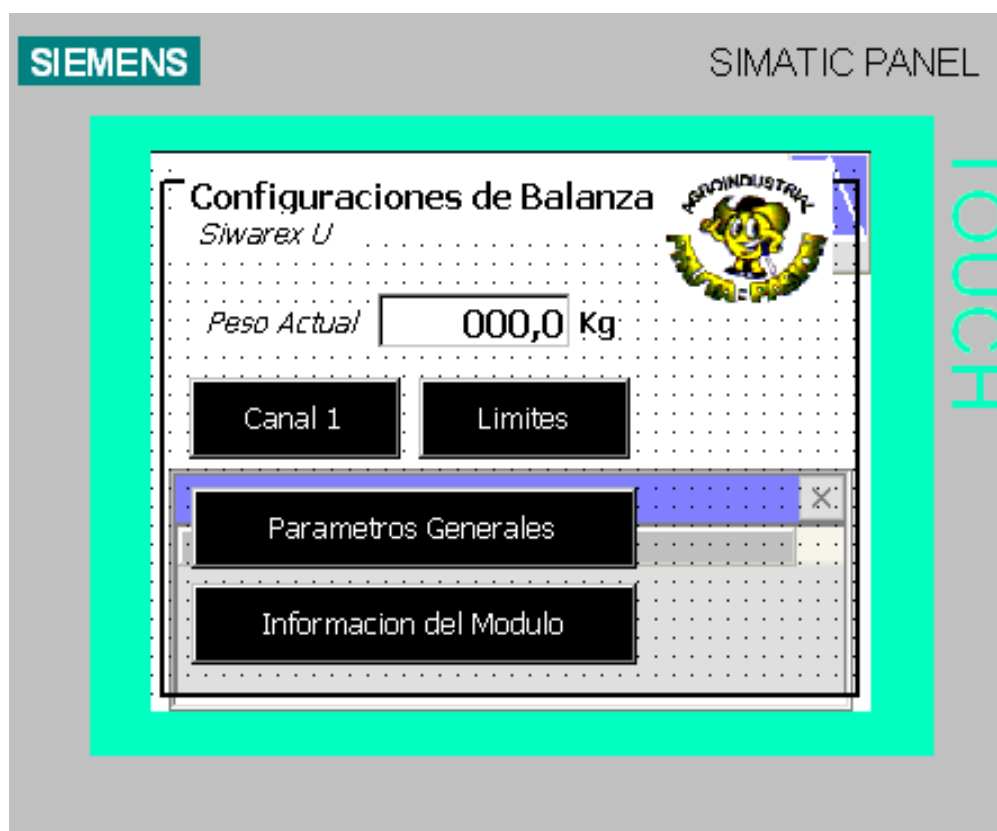 SIEMENS
SIMATIC PANEL
TOUCH
Configuraciones de Balanza
Siwarex U
AGROINDUSTRIAL
Peso Actual 000,0 Kg
Canal 1 Limites
Parametros Generales
Informacion del Modulo